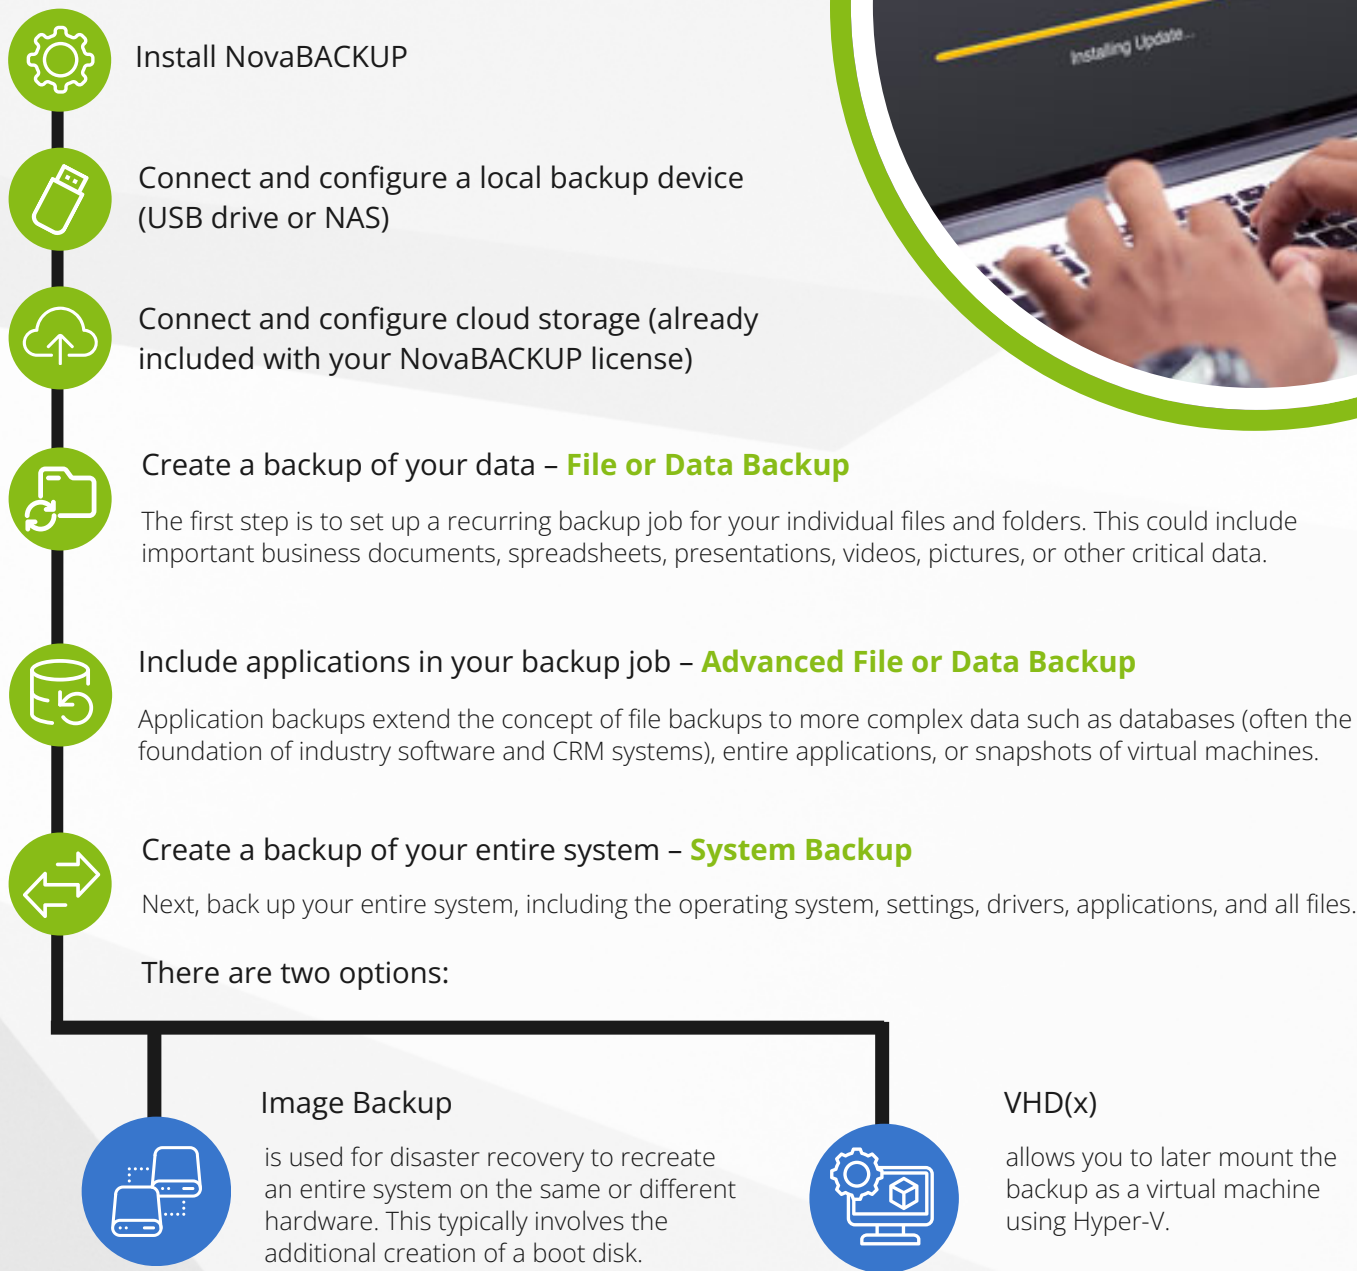 Installing Update...
Install NovaBACKUP
Connect and configure a local backup device
(USB drive or NAS)
Connect and configure cloud storage (already
included with your NovaBACKUP license)
Create a backup of your data – File or Data Backup
The first step is to set up a recurring backup job for your individual files and folders. This could include
important business documents, spreadsheets, presentations, videos, pictures, or other critical data.
Include applications in your backup job – Advanced File or Data Backup
Application backups extend the concept of file backups to more complex data such as databases (often the
foundation of industry software and CRM systems), entire applications, or snapshots of virtual machines.
Create a backup of your entire system – System Backup
Next, back up your entire system, including the operating system, settings, drivers, applications, and all files.
There are two options:
Image Backup
is used for disaster recovery to recreate
an entire system on the same or different
hardware. This typically involves the
additional creation of a boot disk.
VHD(x)
allows you to later mount the
backup as a virtual machine
using Hyper-V.